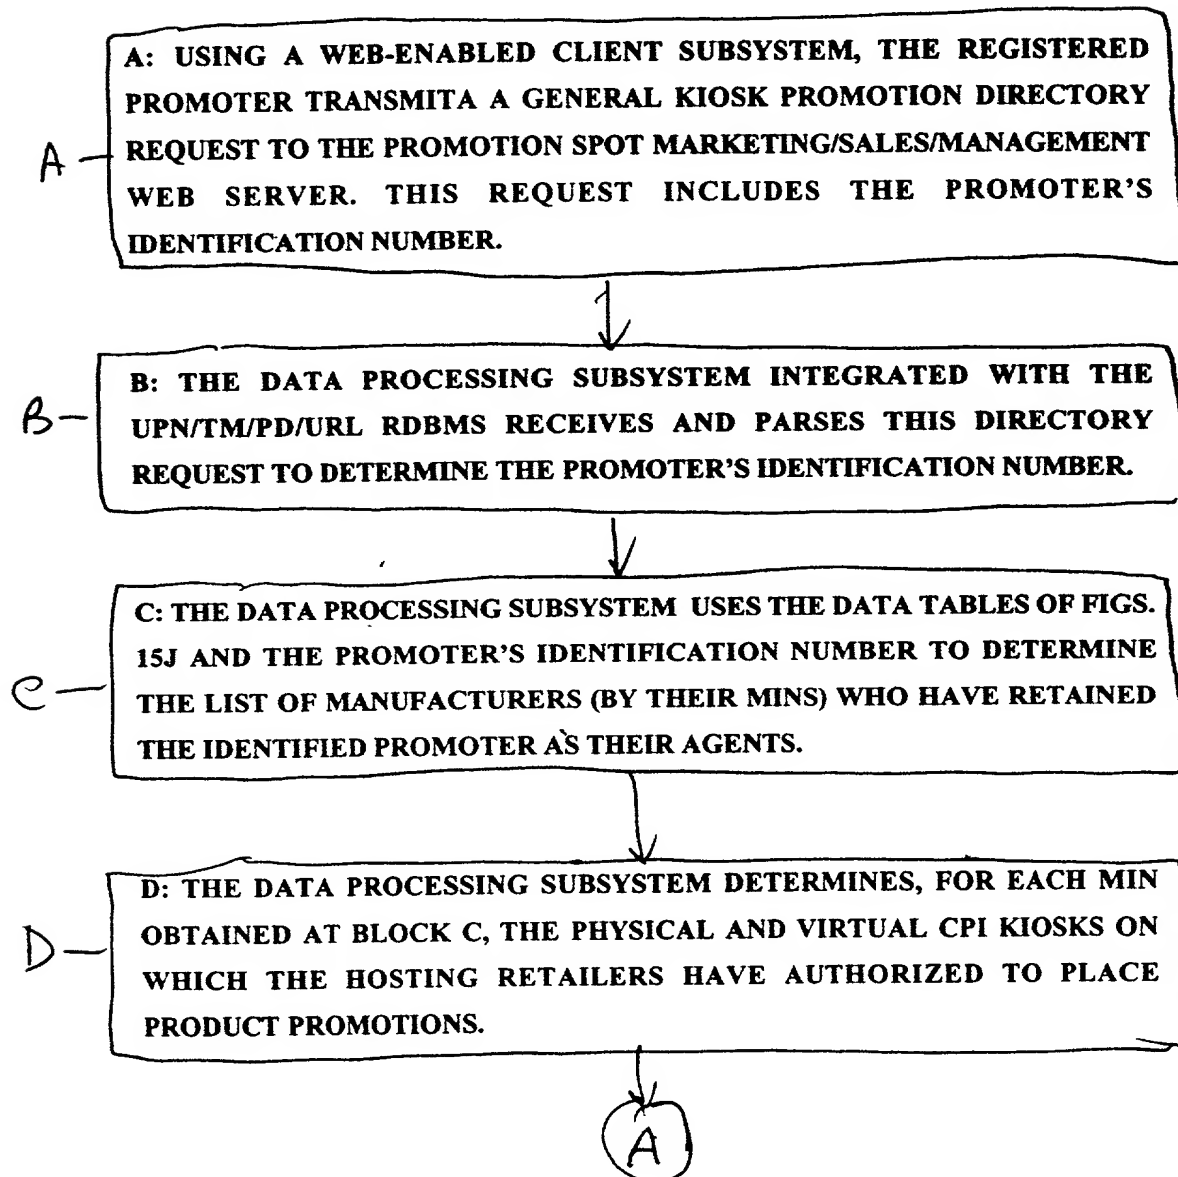 A: USING A WEB-ENABLED CLIENT SUBSYSTEM, THE REGISTERED
PROMOTER TRANSMITA A GENERAL KIOSK PROMOTION DIRECTORY
A
REQUEST TO THE PROMOTION SPOT MARKETING/SALES/MANAGEMENT
WEB SERVER. THIS REQUEST INCLUDES THE PROMOTER'S
IDENTIFICATION NUMBER.
B: THE DATA PROCESSING SUBSYSTEM INTEGRATED WITH THE
B
UPN/TM/PD/URL RDBMS RECEIVES AND PARSES THIS DIRECTORY
REQUEST TO DETERMINE THE PROMOTER'S IDENTIFICATION NUMBER.
C: THE DATA PROCESSING SUBSYSTEM USES THE DATA TABLES OF FIGS.
15J AND THE PROMOTER'S IDENTIFICATION NUMBER TO DETERMINE
C
THE LIST OF MANUFACTURERS (BY THEIR MINS) WHO HAVE RETAINED
THE IDENTIFIED PROMOTER AS THEIR AGENTS.
D: THE DATA PROCESSING SUBSYSTEM DETERMINES, FOR EACH MIN
OBTAINED AT BLOCK C, THE PHYSICAL AND VIRTUAL CPI KIOSKS ON
D
WHICH THE HOSTING RETAILERS HAVE AUTHORIZED TO PLACE
PRODUCT PROMOTIONS.
A